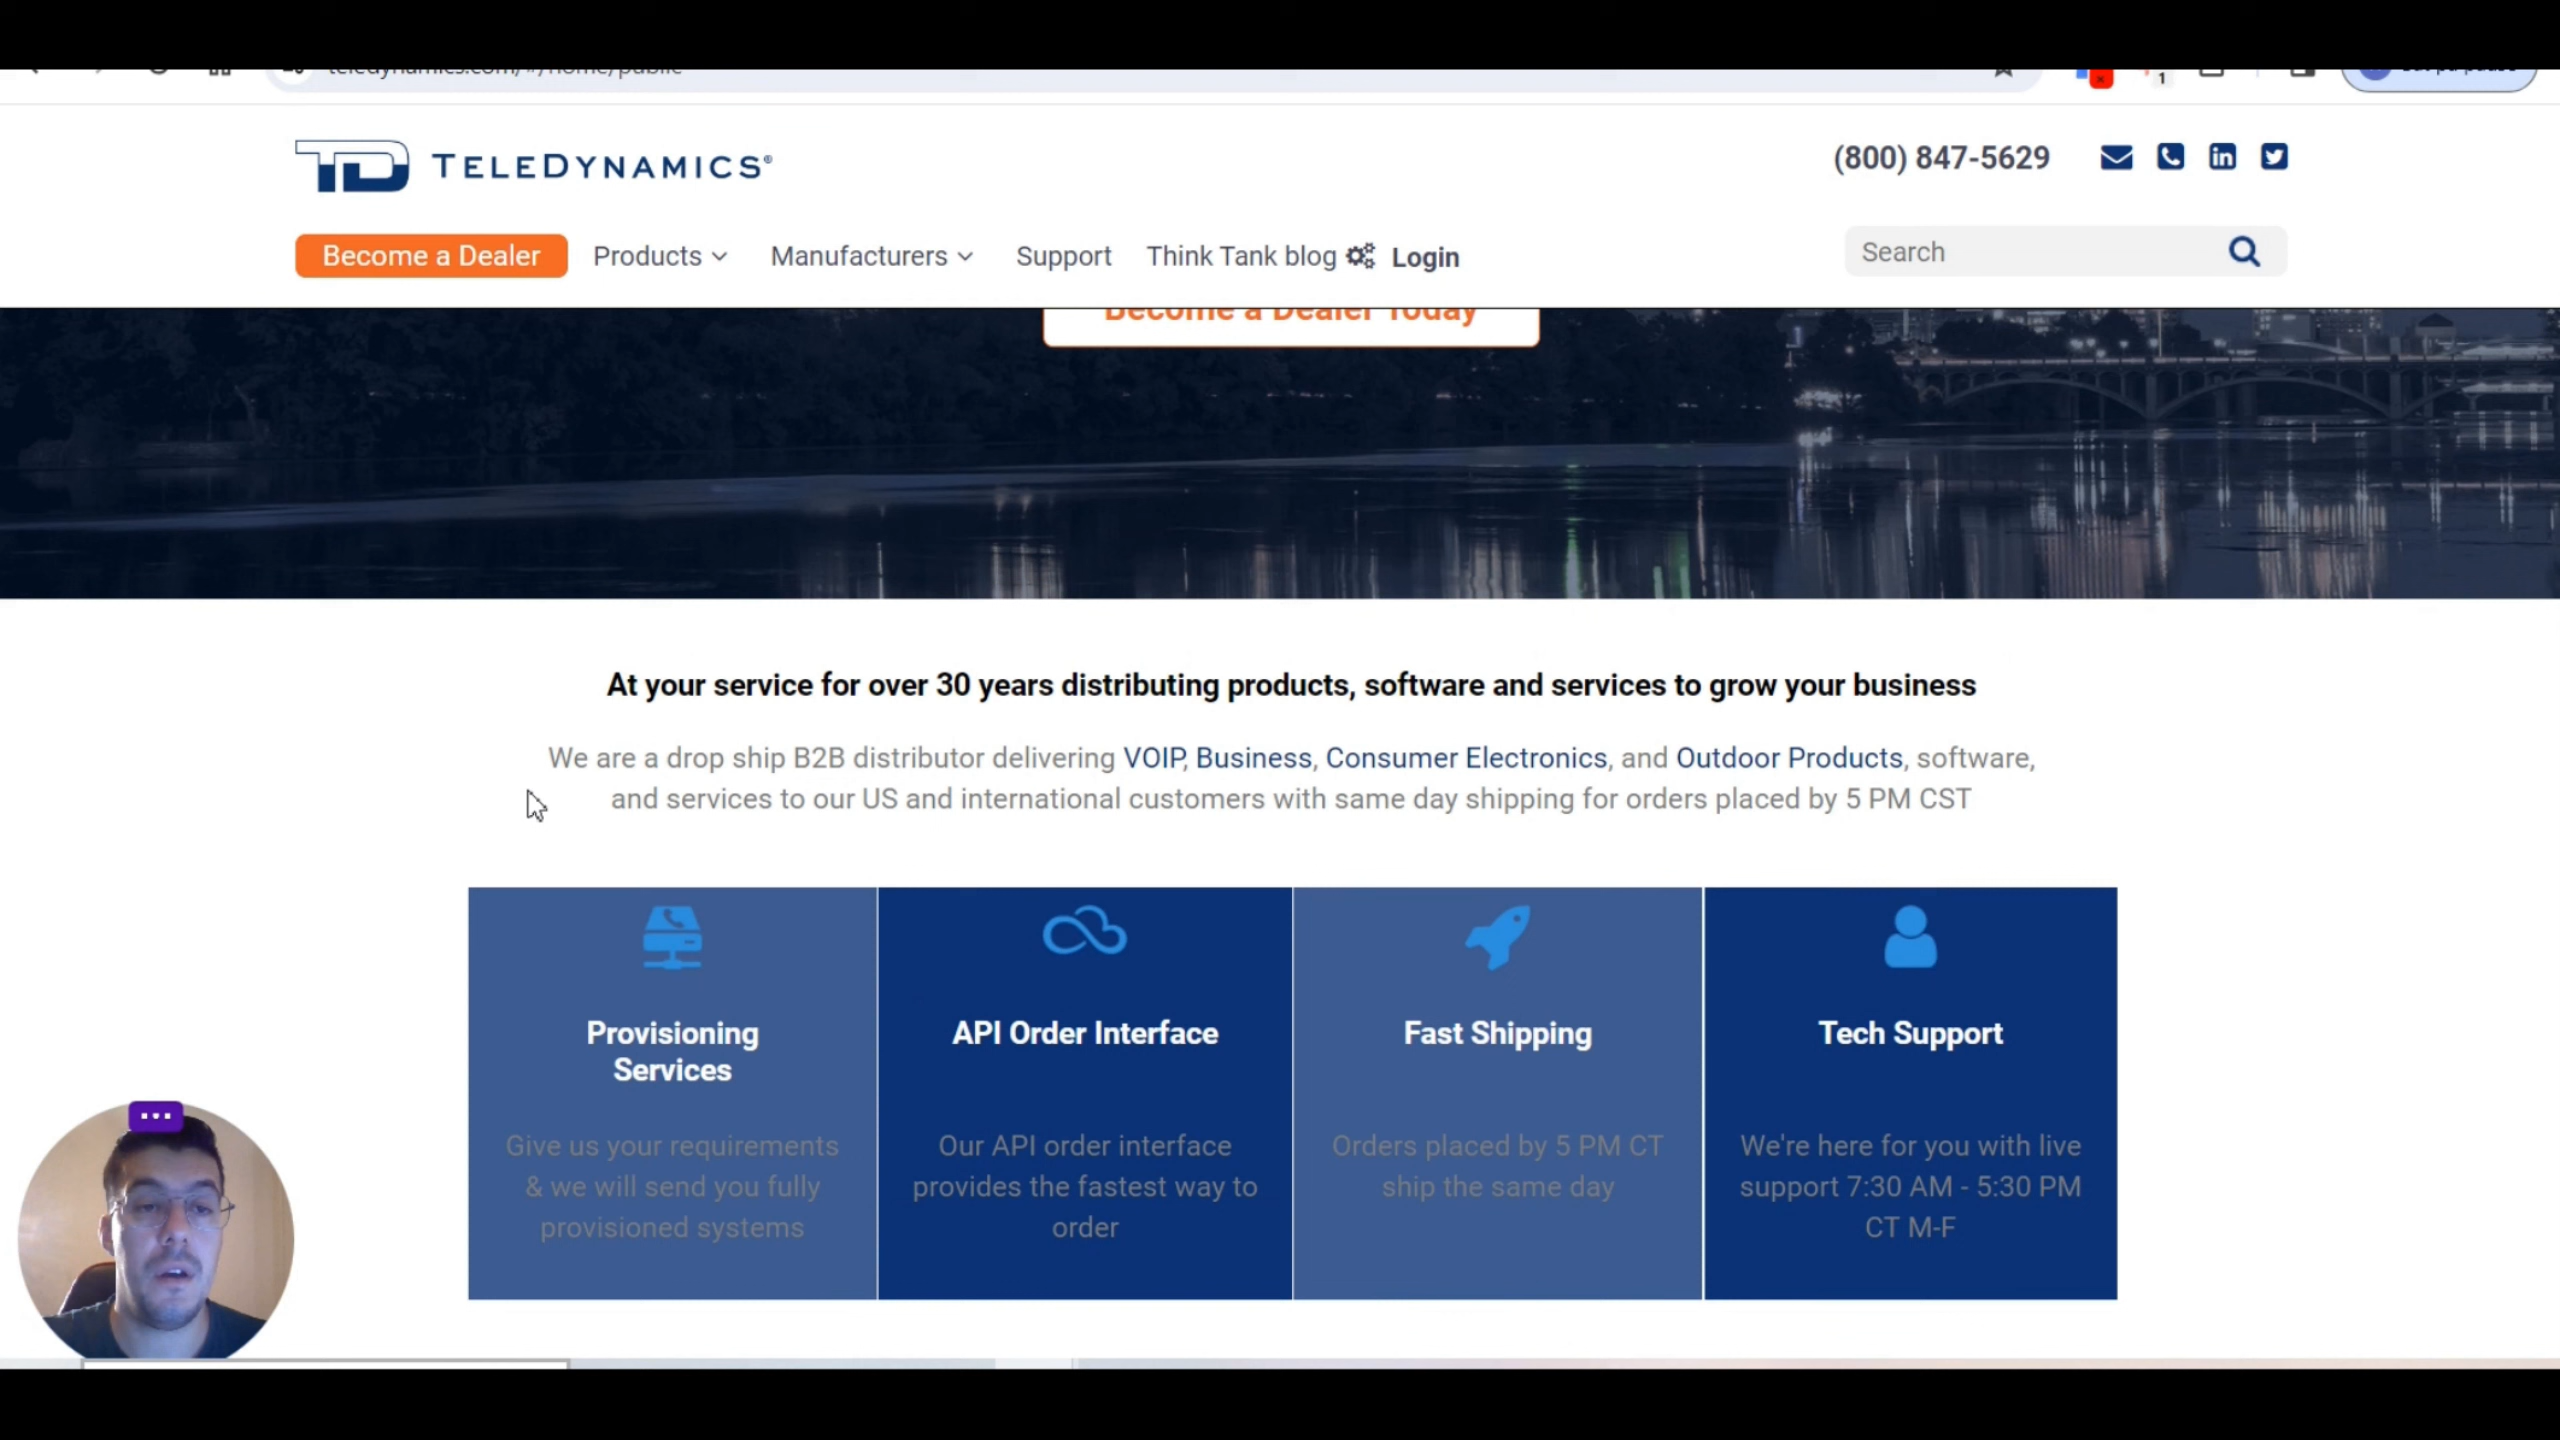 TD TELEDYNAMICS®
(800) 847-5629
Become a Dealer Products Manufacturers Support Think Tank blog Login
Search
Become a Dealer Today
At your service for over 30 years distributing products, software and services to grow your business
We are a drop ship B2B distributor delivering VOIP, Business, Consumer Electronics, and Outdoor Products, software,
and services to our US and international customers with same day shipping for orders placed by 5 PM CST
Provisioning
Services
Give us your requirements
& we will send you fully
provisioned systems
API Order Interface
Our API order interface
provides the fastest way to
order
Fast Shipping
Orders placed by 5 PM CT
ship the same day
Tech Support
We're here for you with live
support 7:30 AM - 5:30 PM
CT M-F